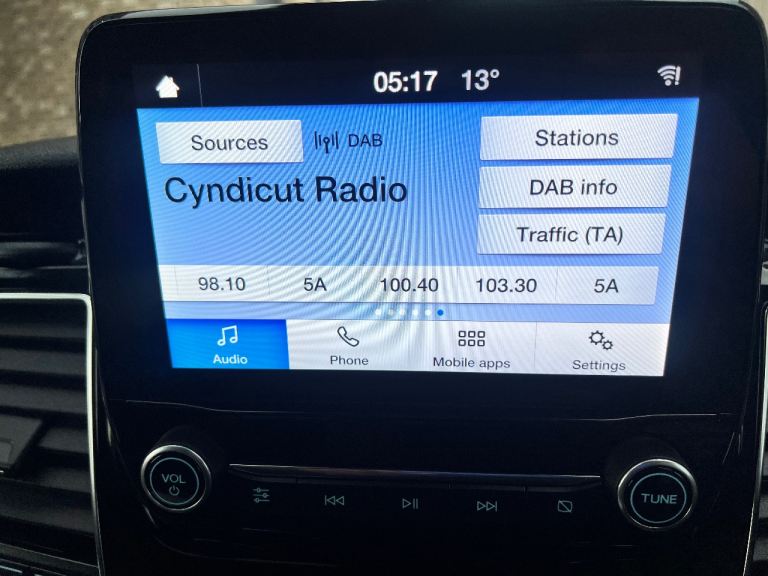 05:17 13°
Sources DAB Stations
Cyndicut Radio DAB info
Traffic (TA)
98.10 5A 100.40 103.30 5A
Audio Phone Mobile apps Settings
VOL TUNE